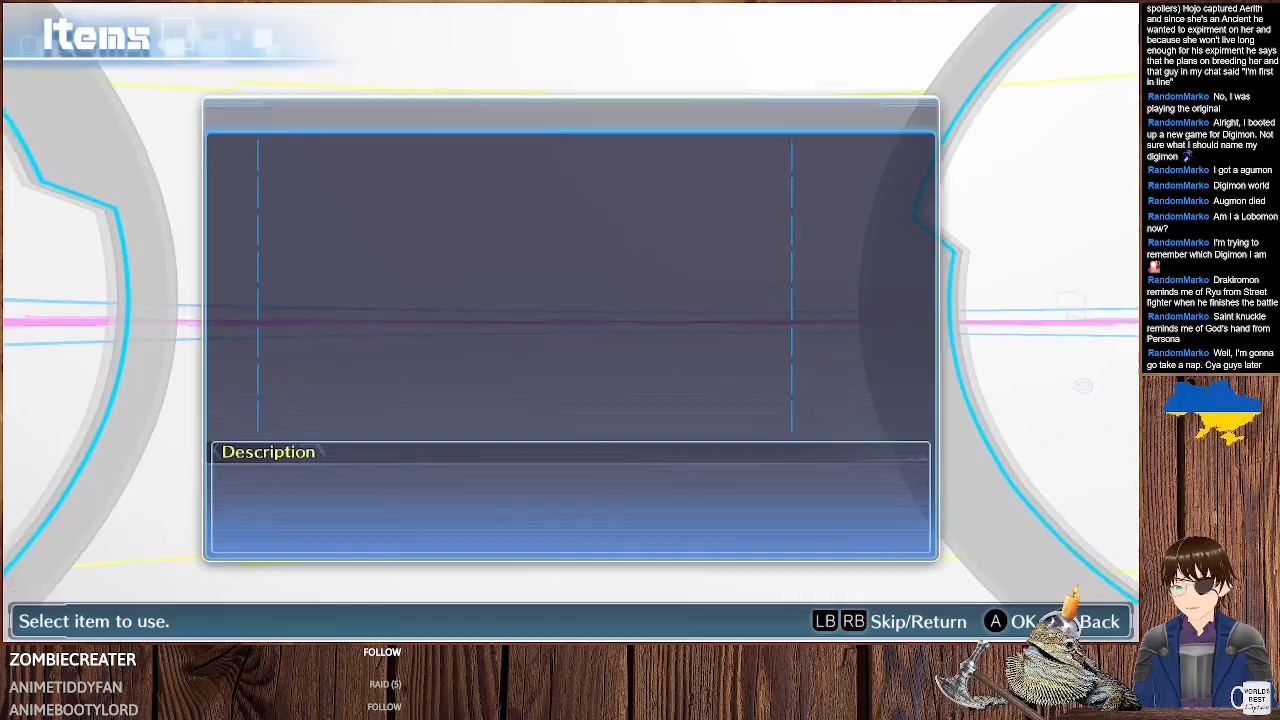 Items
Description
Select item to use.
LB RB Skip/Return A OK Back
spoilers) Hojo captured Aerith
and since she's an Ancient he
wanted to expirment on her and
because she won't live long
enough for his expirment he says
that he plans on breeding her and
that guy in my chat said "I'm first
in line"
RandomMarko No, I was
playing the original
RandomMarko Alright, I booted
up a new game for Digimon. Not
sure what I should name my
digimon
RandomMarko I got a agumon
RandomMarko Digimon world
RandomMarko Augmon died
RandomMarko Am I a Lobomon
now?
RandomMarko I'm trying to
remember which Digimon I am
RandomMarko Drakiromon
reminds me of Ryu from Street
fighter when he finishes the battle
RandomMarko Saint knuckle
reminds me of God's hand from
Persona
RandomMarko Well, I'm gonna
go take a nap. Cya guys later
ZOMBIECREATER FOLLOW
ANIMETIDDYFAN RAID (5)
ANIMEBOOTYLORD FOLLOW
WORLD'S
BEST
Captain